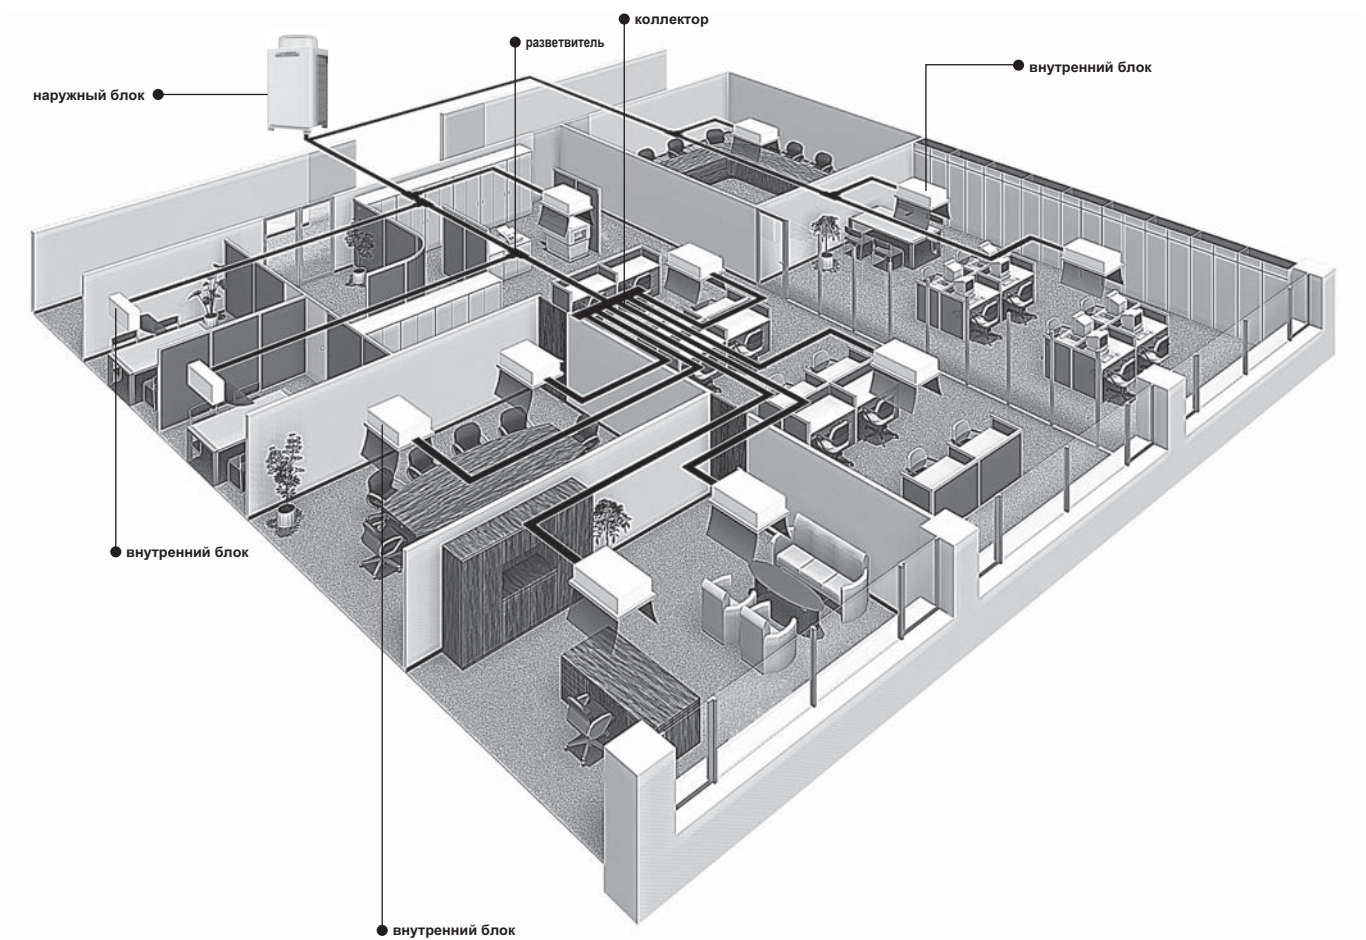 коллектор
разветвитель
внутренний блок
наружный блок
внутренний блок
внутренний блок